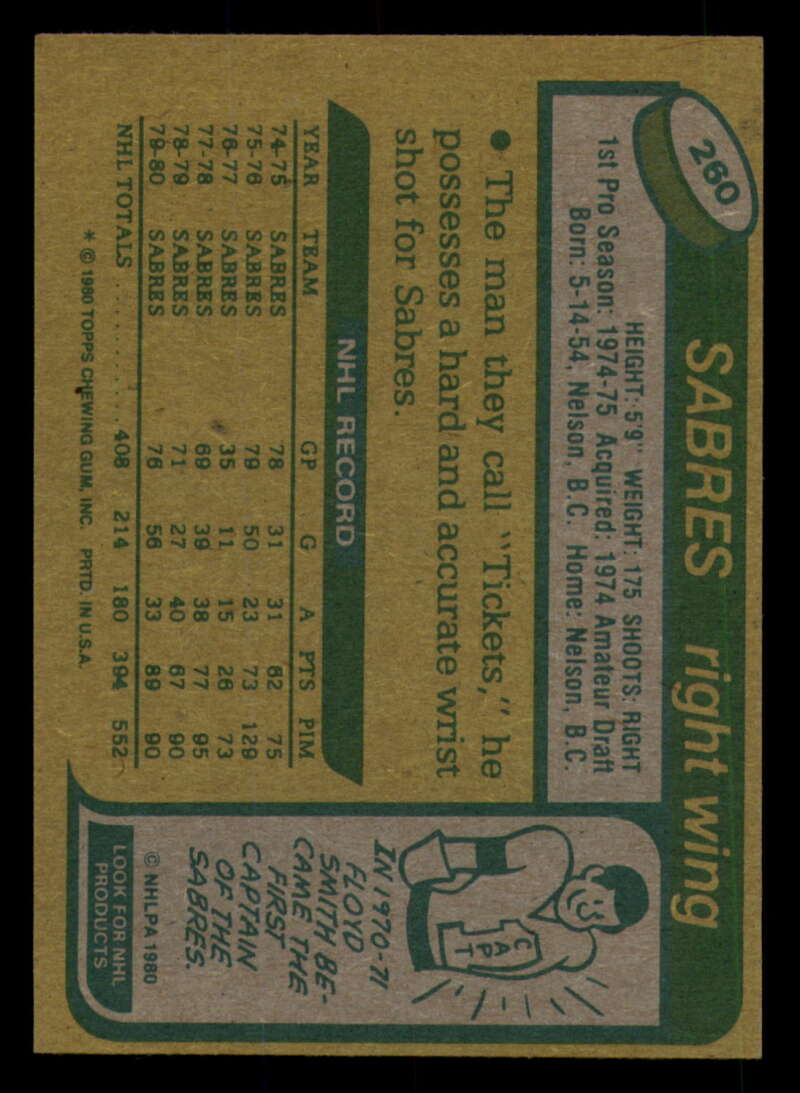 260
SABRES right wing
HEIGHT: 5'9" WEIGHT: 175 SHOOTS: RIGHT
1st Pro Season: 1974-75 Acquired: 1974 Amateur Draft
Born: 5-14-54, Nelson, B.C. Home: Nelson, B.C.
• The man they call "Tickets," he
possesses a hard and accurate wrist
shot for Sabres.
NHL RECORD
YEAR TEAM GP G A PTS PIM
74-75 SABRES 78 31 31 62 75
75-76 SABRES 79 50 23 73 129
76-77 SABRES 35 11 15 26 73
77-78 SABRES 69 39 38 77 95
78-79 SABRES 71 27 40 67 90
79-80 SABRES 76 56 33 89 90
NHL TOTALS ........... 408 214 180 394 552
* © 1980 TOPPS CHEWING GUM, INC. PRTD. IN U.S.A.
CAPT
IN 1970-71
FLOYD
SMITH BE-
CAME THE
FIRST
CAPTAIN
OF THE
SABRES.
© NHLPA 1980
LOOK FOR NHL
PRODUCTS